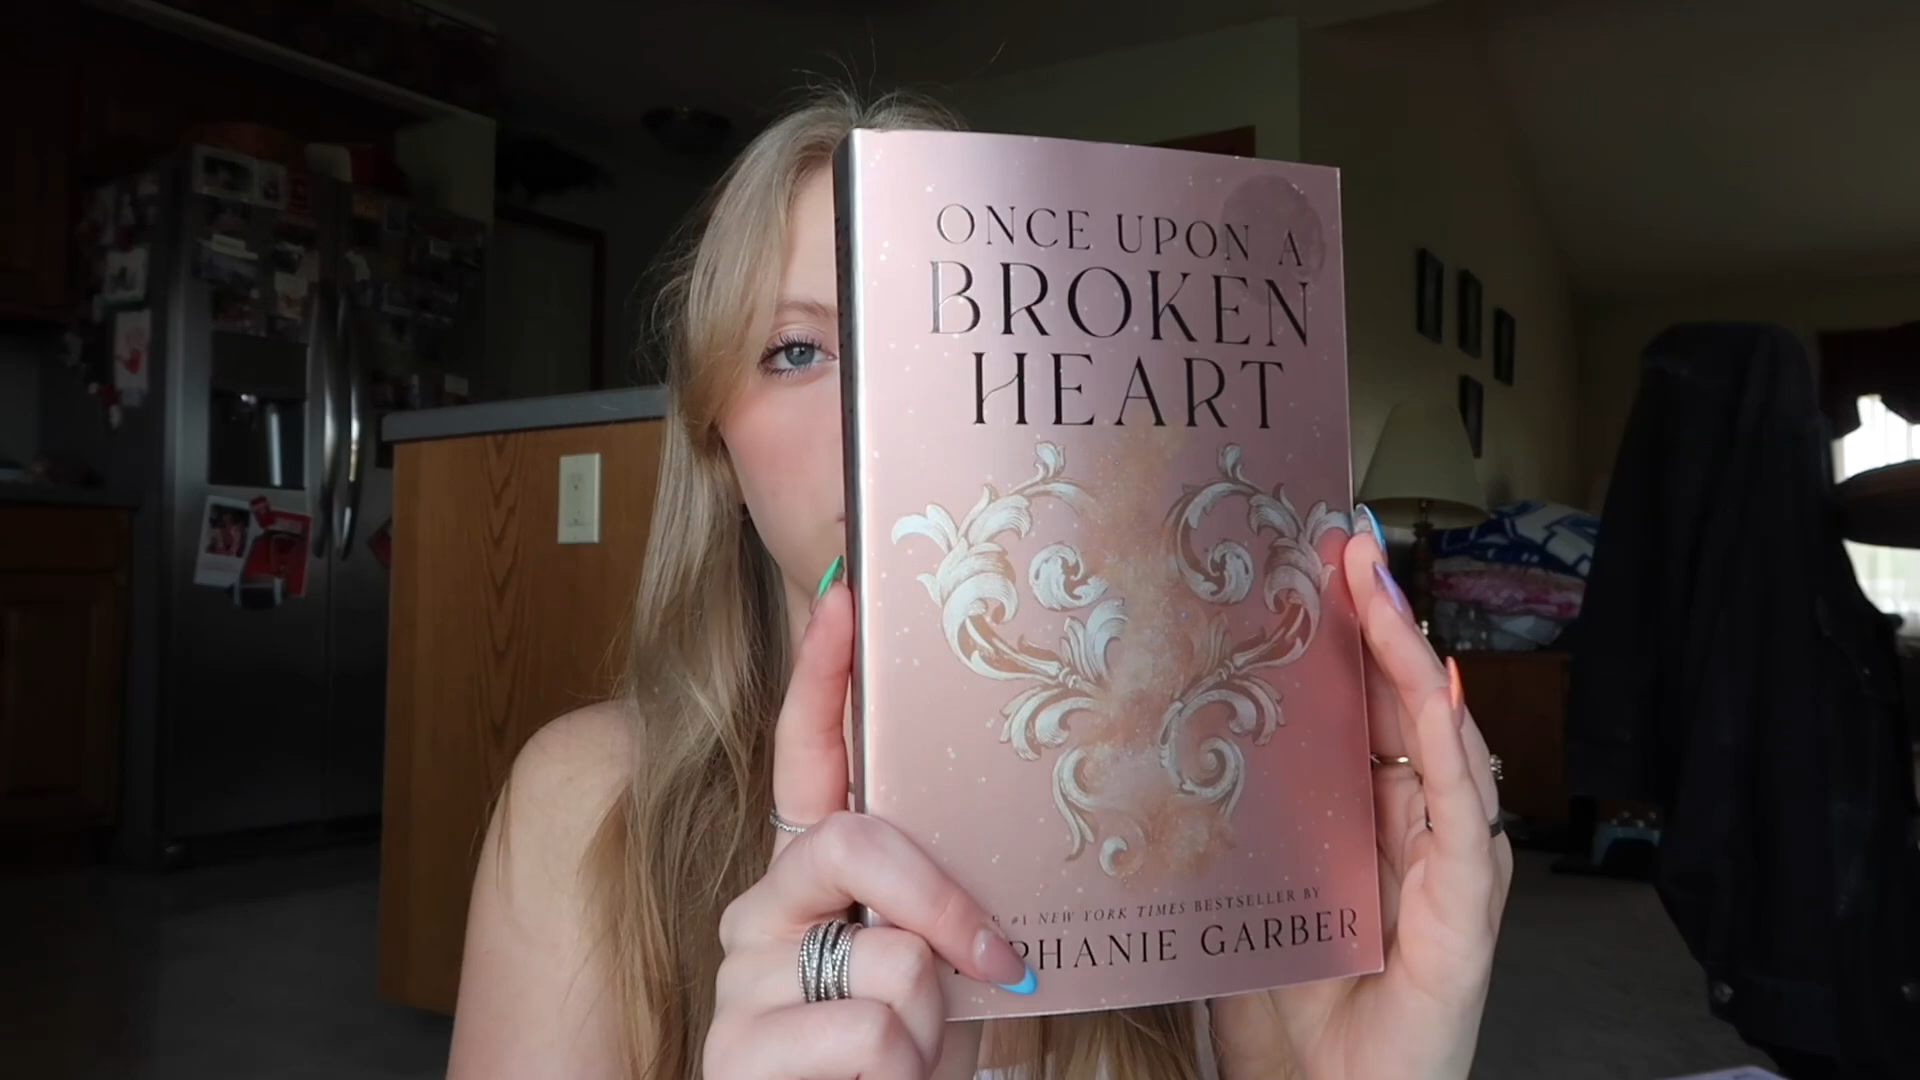 ONCE UPON A
BROKEN
HEART
#1 NEW YORK TIMES BESTSELLER BY
GARBER